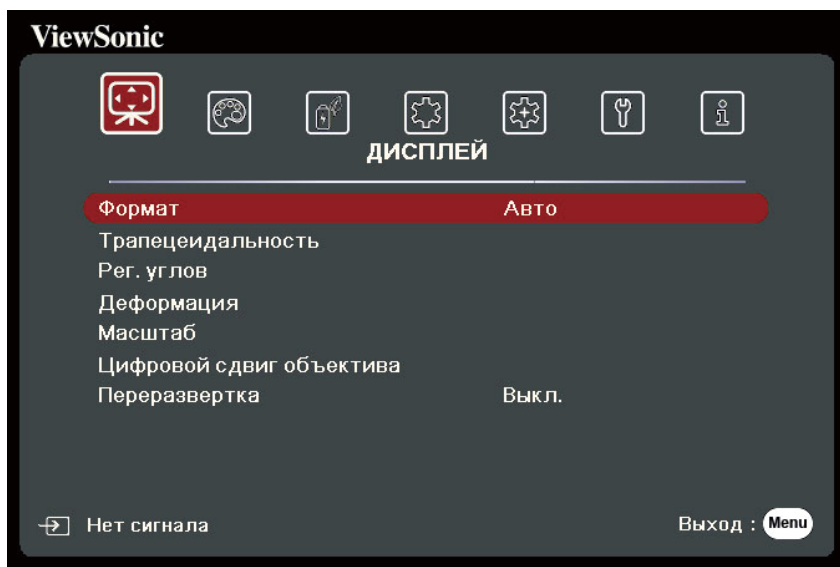 ViewSonic
ДИСПЛЕЙ
Формат Авто
Трапецеидальность
Рег. углов
Деформация
Масштаб
Цифровой сдвиг объектива
Переразвертка Выкл.
Нет сигнала Выход : Menu